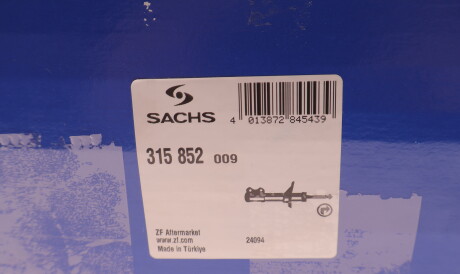 SACHS
4 013872 845439
315 852 009
ZF Aftermarket
www.zf.com
Made in Türkiye
24094